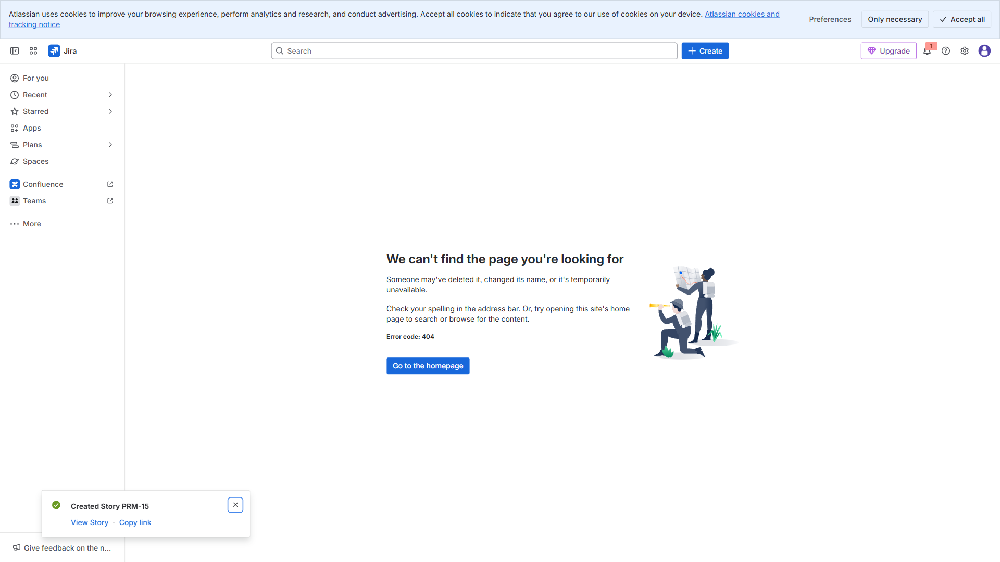 Atlassian uses cookies to improve your browsing experience, perform analytics and research, and conduct advertising. Accept all cookies to indicate that you agree to our use of cookies on your device. Atlassian cookies and
tracking notice
Preferences
Only necessary
Accept all
Jira
Search
Create
Upgrade
1
For you
Recent
Starred
Apps
Plans
Spaces
Confluence
Teams
More
We can't find the page you're looking for
Someone may've deleted it, changed its name, or it's temporarily
unavailable.
Check your spelling in the address bar. Or, try opening this site's home
page to search or browse for the content.
Error code: 404
Go to the homepage
Created Story PRM-15
View Story · Copy link
Give feedback on the n...